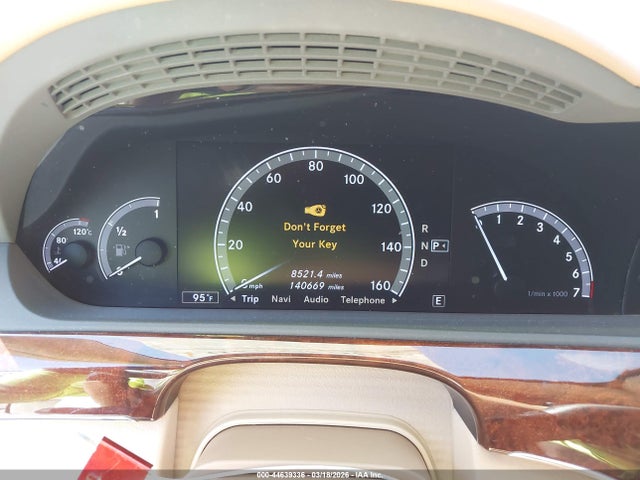 120°C
80
4
1
½
0
0
20
40
60
80
100
120
140
160
mph
Don't Forget
Your Key
8521.4 miles
140669 miles
95°F
◄ Trip Navi Audio Telephone ►
R
N P◄
D
E
1 2 3 4 5 6 7
1/min x 1000
000-44639336 | 03/18/2026 — IAA Inc.